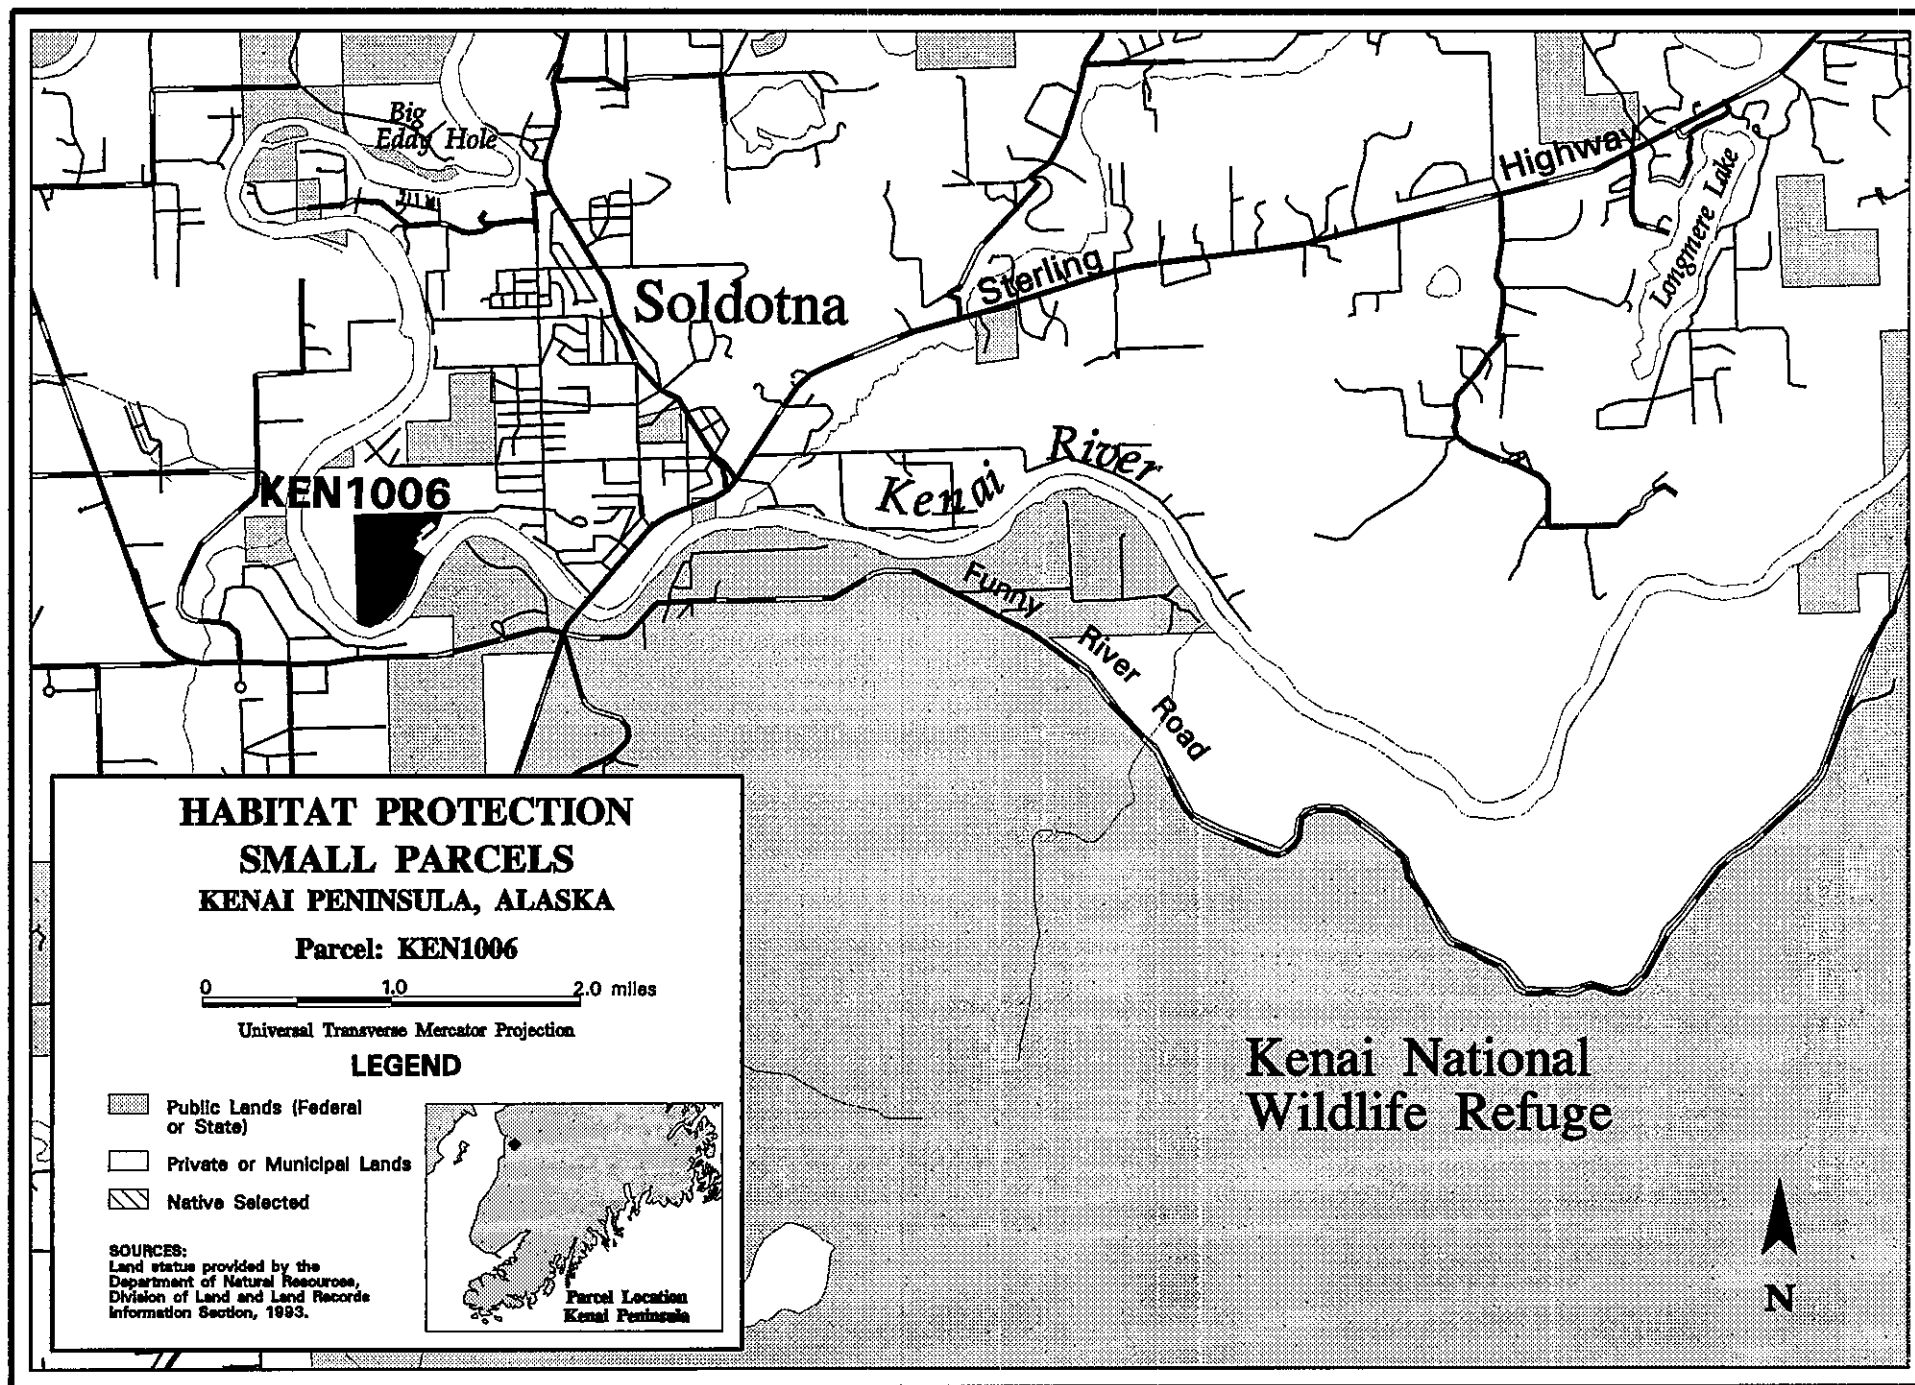 Big
Eddy Hole
Highway
Longmere Lake
Sterling
Soldotna
KEN1006
Kenai River
Funny River Road
HABITAT PROTECTION
SMALL PARCELS
KENAI PENINSULA, ALASKA
Parcel: KEN1006
0 1.0 2.0 miles
Universal Transverse Mercator Projection
LEGEND
Public Lands (Federal
or State)
Private or Municipal Lands
Native Selected
SOURCES:
Land status provided by the
Department of Natural Resources,
Division of Land and Land Records
Information Section, 1993.
Parcel Location
Kenai Peninsula
Kenai National
Wildlife Refuge
N